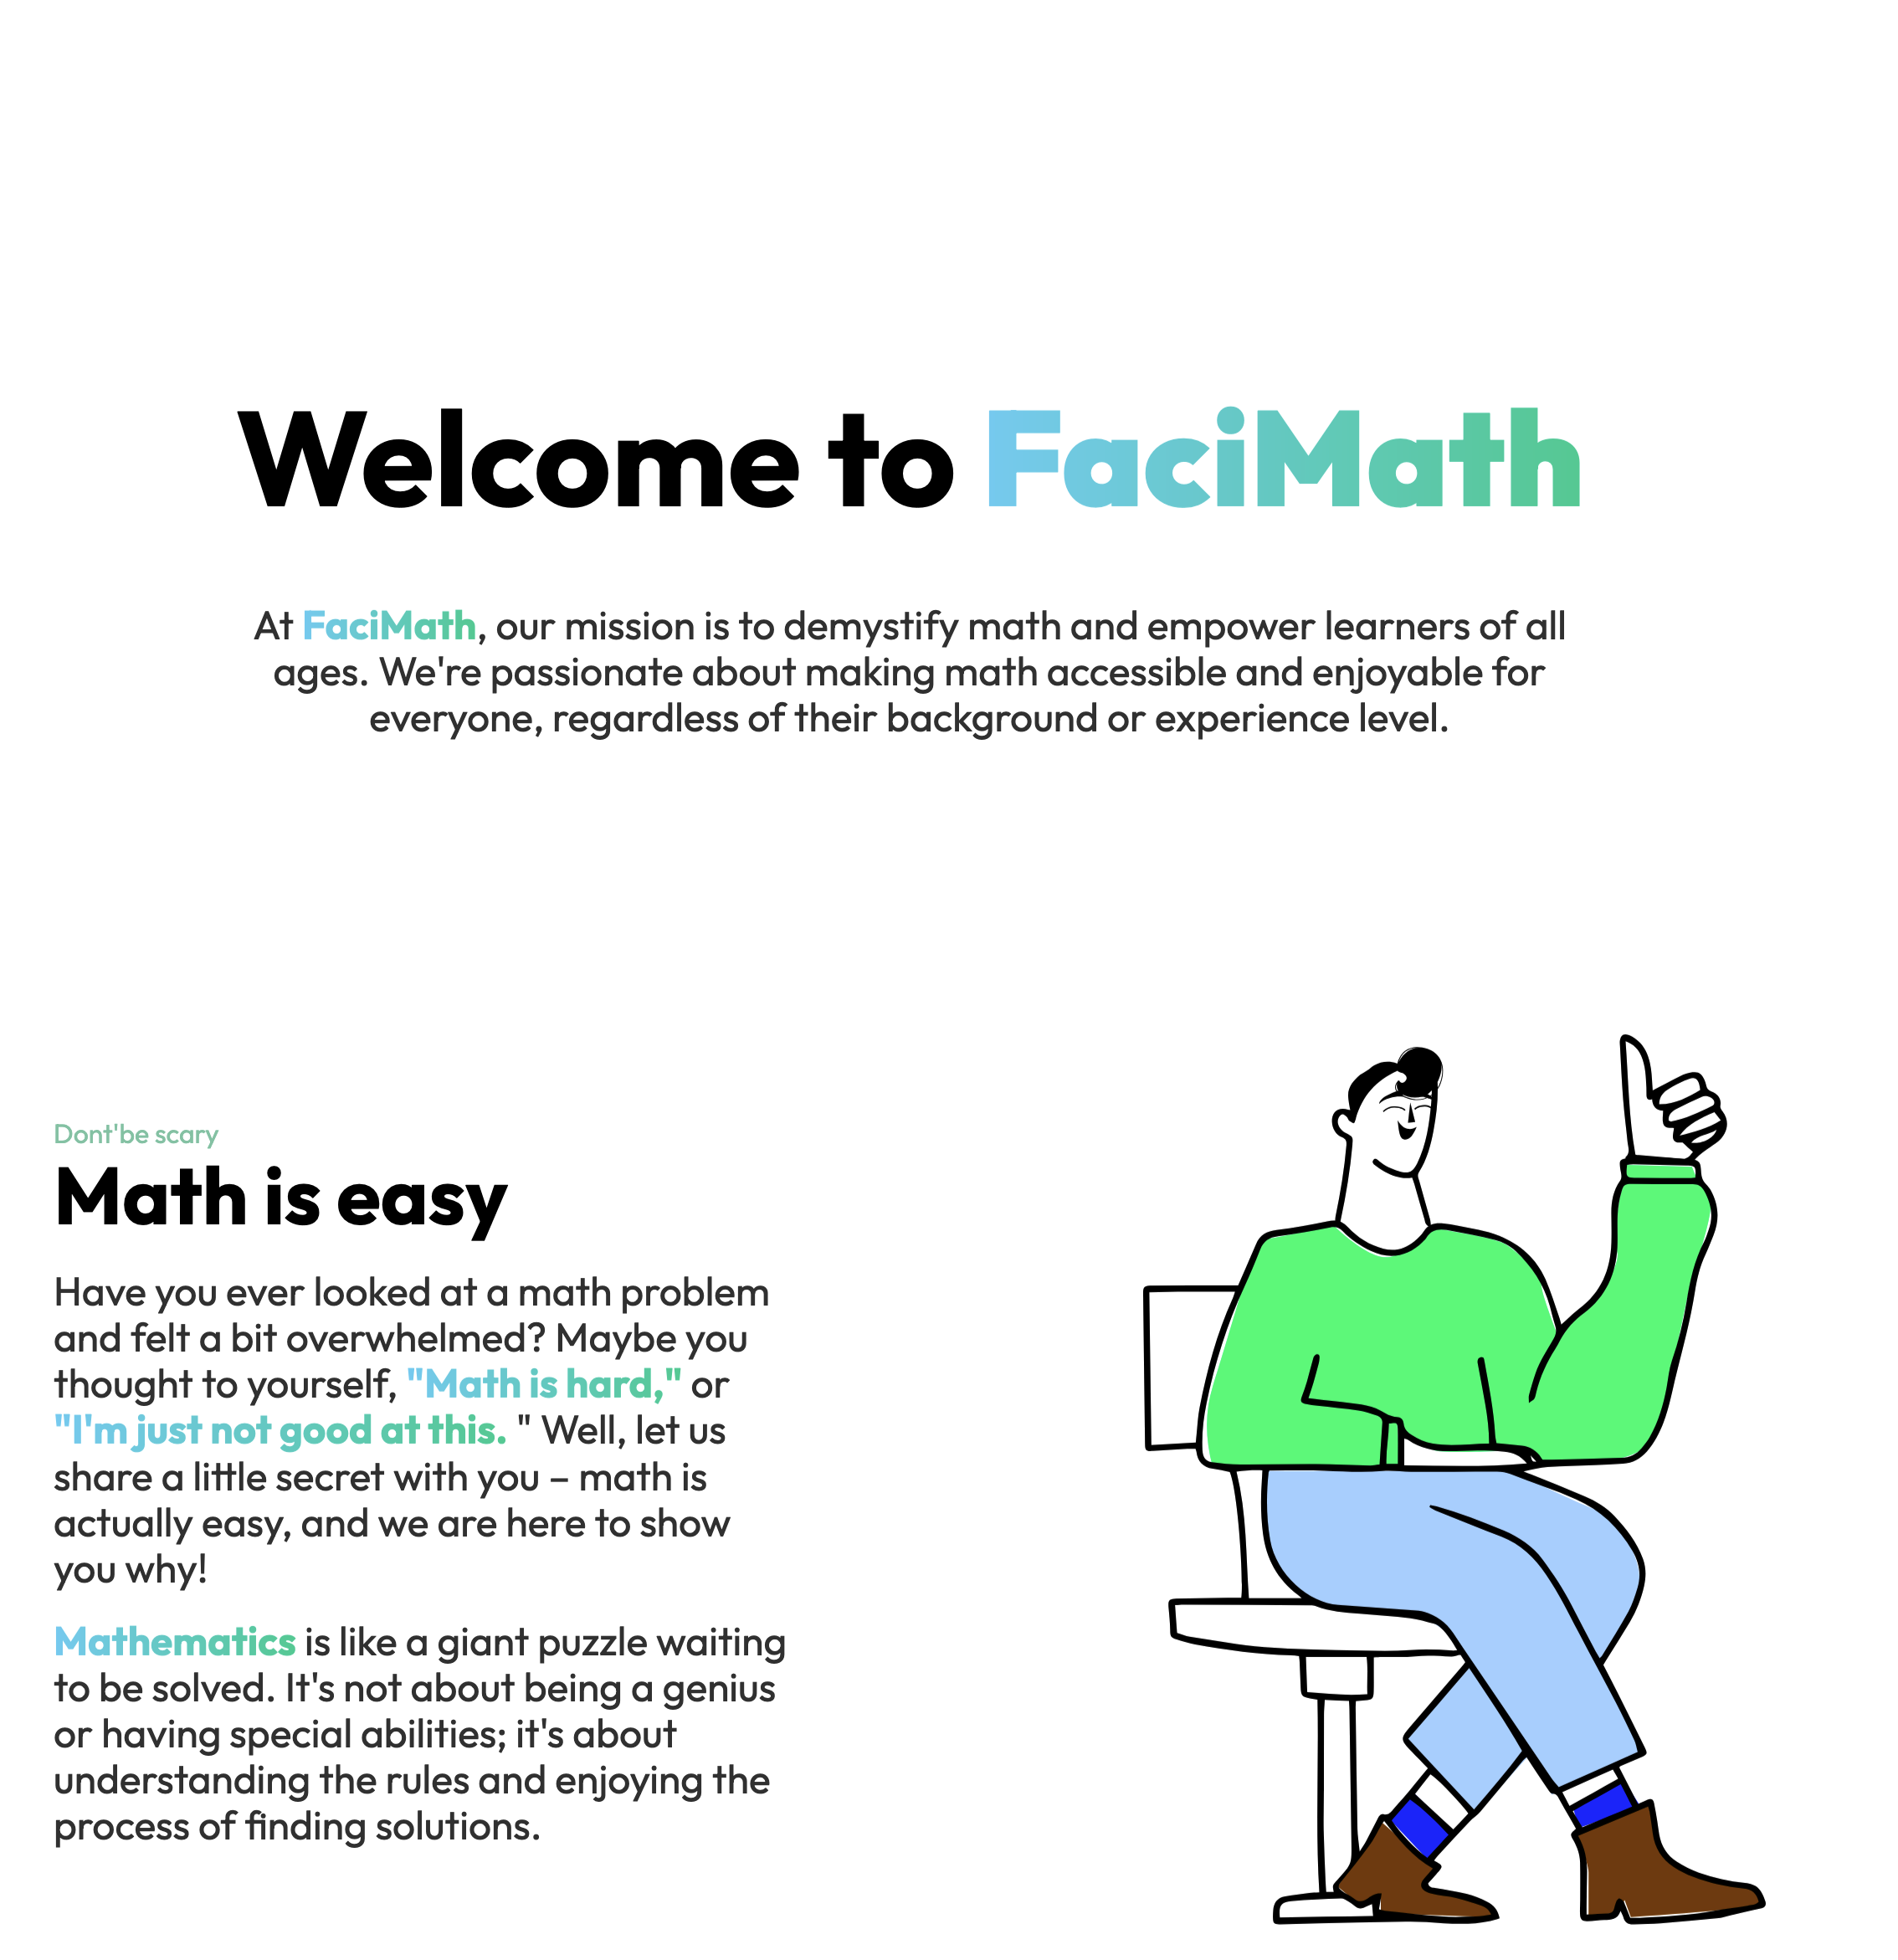 Welcome to FaciMath
At FaciMath, our mission is to demystify math and empower learners of all
ages. We're passionate about making math accessible and enjoyable for
everyone, regardless of their background or experience level.
Dont'be scary
Math is easy
Have you ever looked at a math problem
and felt a bit overwhelmed? Maybe you
thought to yourself, "Math is hard," or
"I'm just not good at this. " Well, let us
share a little secret with you – math is
actually easy, and we are here to show
you why!
Mathematics is like a giant puzzle waiting
to be solved. It's not about being a genius
or having special abilities; it's about
understanding the rules and enjoying the
process of finding solutions.